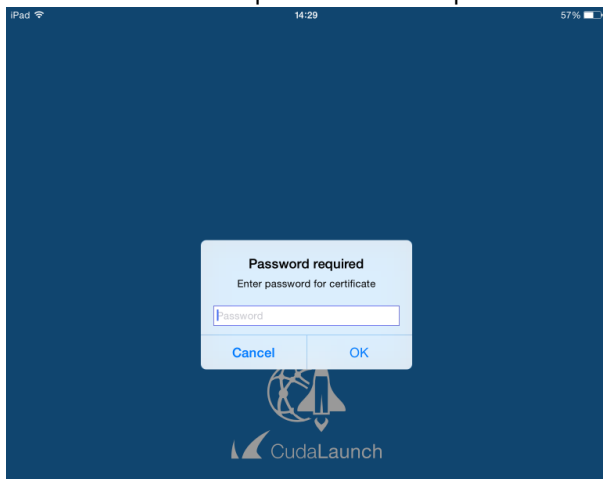 iPad 14:29 57%
Password required
Enter password for certificate
Password
Cancel OK
CudaLaunch